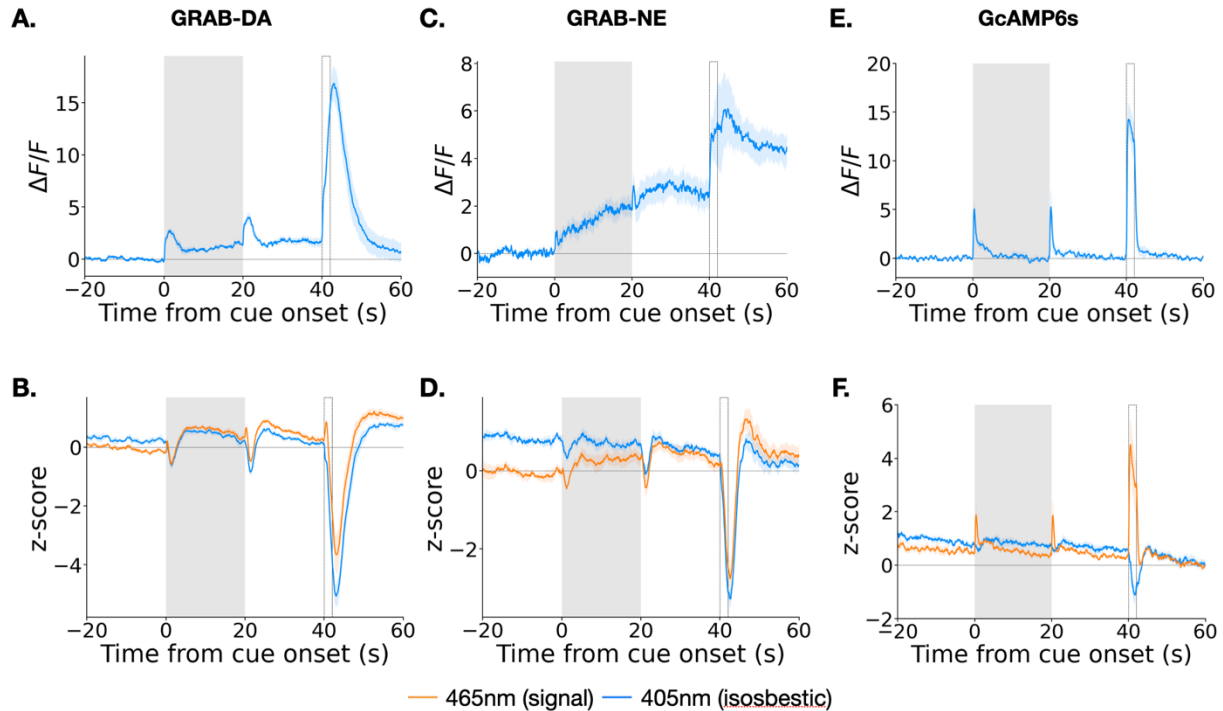 A. GRAB-DA
C. GRAB-NE
E. GcAMP6s
ΔF/F
15
10
5
0
−20 0 20 40 60
Time from cue onset (s)
ΔF/F
8
6
4
2
0
−20 0 20 40 60
Time from cue onset (s)
ΔF/F
20
15
10
5
0
−20 0 20 40 60
Time from cue onset (s)
B.
z-score
0
−2
−4
−20 0 20 40 60
Time from cue onset (s)
D.
z-score
0
−2
−20 0 20 40 60
Time from cue onset (s)
F.
z-score
6
4
2
0
−2
−20 0 20 40 60
Time from cue onset (s)
465nm (signal) 405nm (isosbestic)